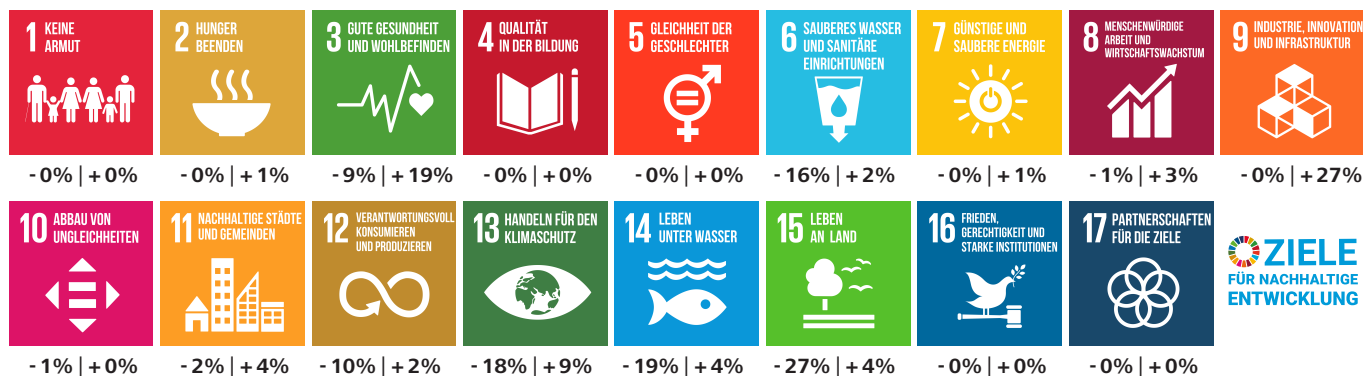 1 KEINE
ARMUT
2 HUNGER
BEENDEN
3 GUTE GESUNDHEIT
UND WOHLBEFINDEN
4 QUALITÄT
IN DER BILDUNG
5 GLEICHHEIT DER
GESCHLECHTER
6 SAUBERES WASSER
UND SANITÄRE
EINRICHTUNGEN
7 GÜNSTIGE UND
SAUBERE ENERGIE
8 MENSCHENWÜRDIGE
ARBEIT UND
WIRTSCHAFTSWACHSTUM
9 INDUSTRIE, INNOVATION
UND INFRASTRUKTUR
-0% | +0%
-0% | +1%
-9% | +19%
-0% | +0%
-0% | +0%
-16% | +2%
-0% | +1%
-1% | +3%
-0% | +27%
10 ABBAU VON
UNGLEICHHEITEN
11 NACHHALTIGE STÄDTE
UND GEMEINDEN
12 VERANTWORTUNGSVOLL
KONSUMIEREN
UND PRODUZIEREN
13 HANDELN FÜR DEN
KLIMASCHUTZ
14 LEBEN
UNTER WASSER
15 LEBEN
AN LAND
16 FRIEDEN,
GERECHTIGKEIT UND
STARKE INSTITUTIONEN
17 PARTNERSCHAFTEN
FÜR DIE ZIELE
ZIELE
FÜR NACHHALTIGE
ENTWICKLUNG
-1% | +0%
-2% | +4%
-10% | +2%
-18% | +9%
-19% | +4%
-27% | +4%
-0% | +0%
-0% | +0%